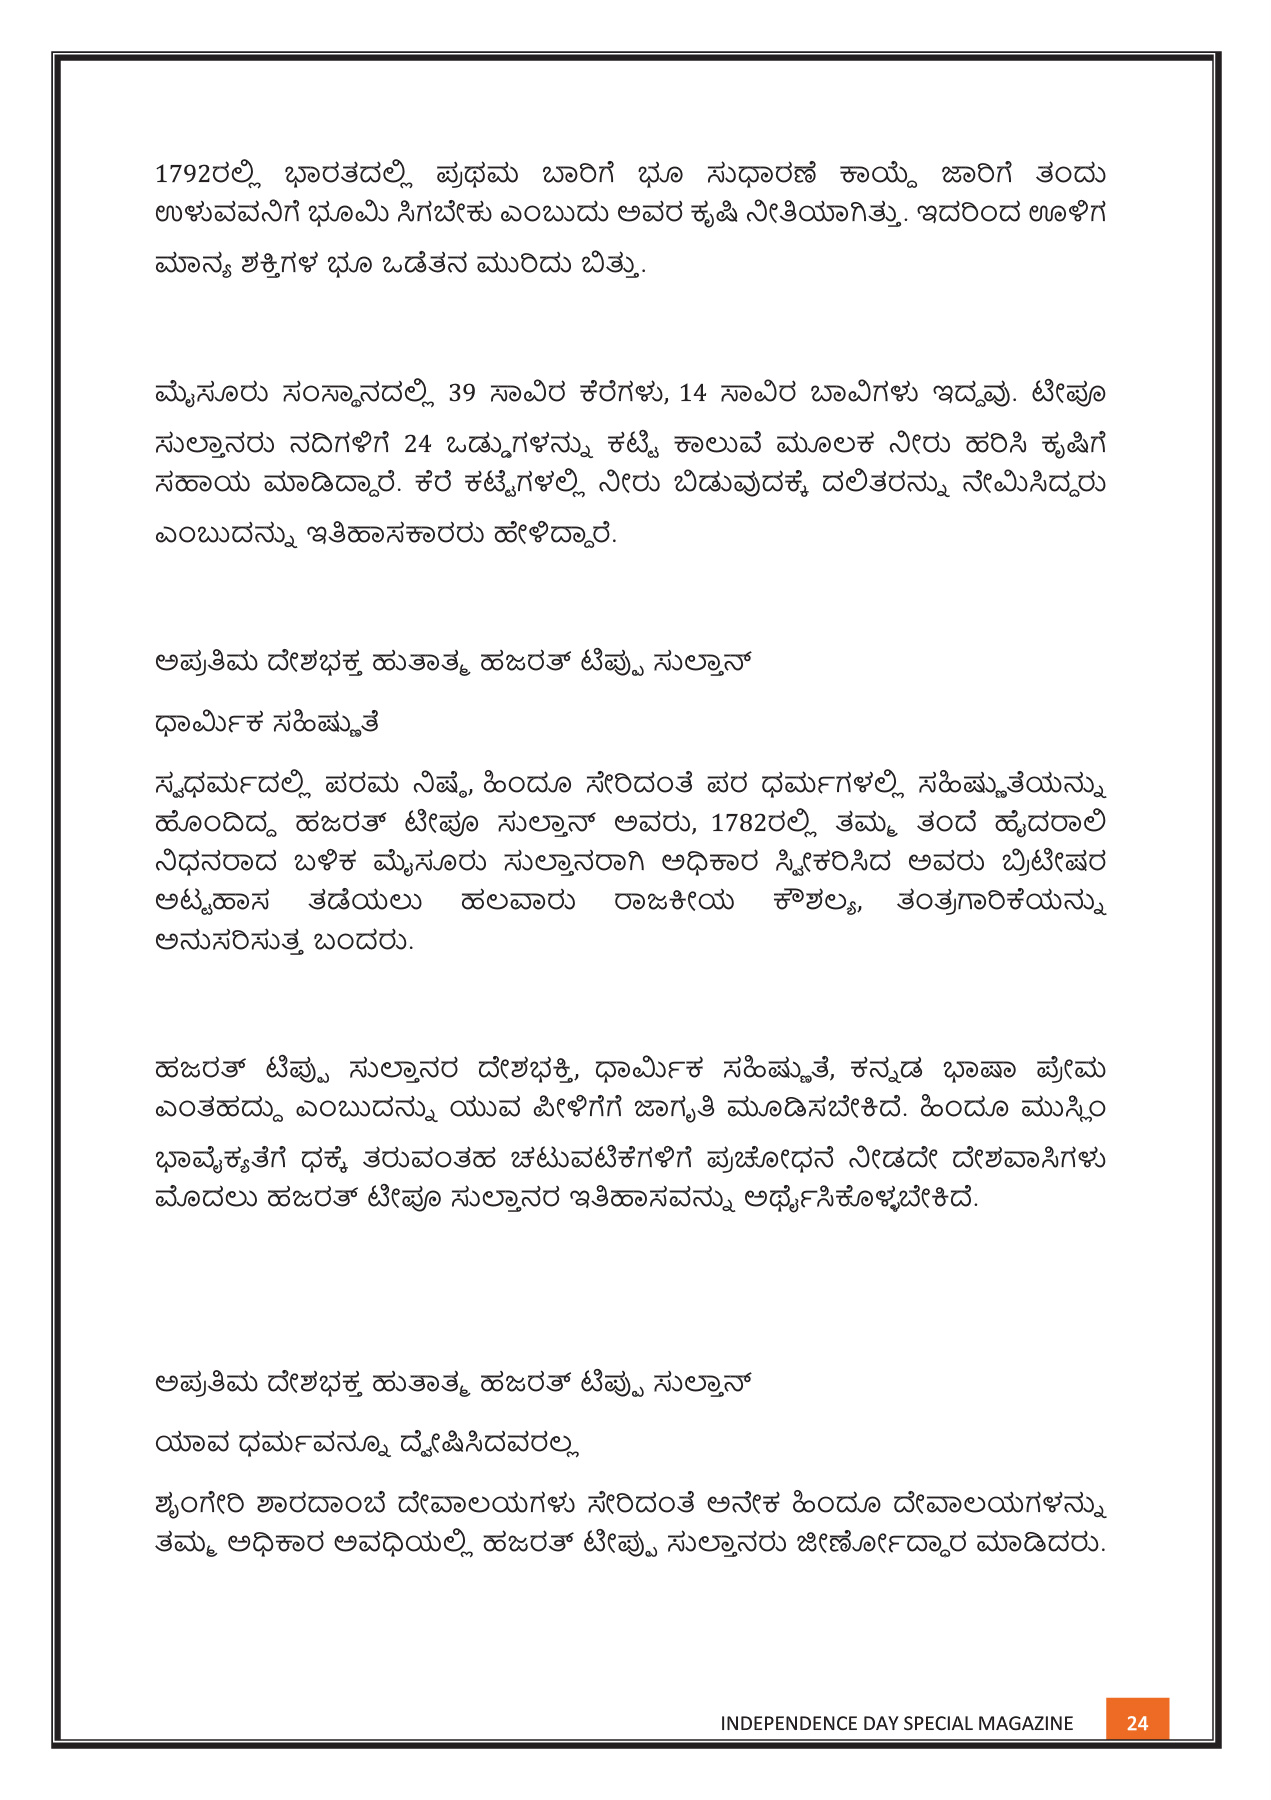 1792ರಲ್ಲಿ ಭಾರತದಲ್ಲಿ ಪ್ರಥಮ ಬಾರಿಗೆ ಭೂ ಸುಧಾರಣೆ ಕಾಯ್ದೆ ಜಾರಿಗೆ ತಂದು
ಉಳುವವನಿಗೆ ಭೂಮಿ ಸಿಗಬೇಕು ಎಂಬುದು ಅವರ ಕೃಷಿ ನೀತಿಯಾಗಿತ್ತು. ಇದರಿಂದ ಊಳಿಗ
ಮಾನ್ಯ ಶಕ್ತಿಗಳ ಭೂ ಒಡೆತನ ಮುರಿದು ಬಿತ್ತು.
ಮೈಸೂರು ಸಂಸ್ಥಾನದಲ್ಲಿ 39 ಸಾವಿರ ಕೆರೆಗಳು, 14 ಸಾವಿರ ಬಾವಿಗಳು ಇದ್ದವು. ಟೀಪೂ
ಸುಲ್ತಾನರು ನದಿಗಳಿಗೆ 24 ಒಡ್ಡುಗಳನ್ನು ಕಟ್ಟಿ ಕಾಲುವೆ ಮೂಲಕ ನೀರು ಹರಿಸಿ ಕೃಷಿಗೆ
ಸಹಾಯ ಮಾಡಿದ್ದಾರೆ. ಕೆರೆ ಕಟ್ಟೆಗಳಲ್ಲಿ ನೀರು ಬಿಡುವುದಕ್ಕೆ ದಲಿತರನ್ನು ನೇಮಿಸಿದ್ದರು
ಎಂಬುದನ್ನು ಇತಿಹಾಸಕಾರರು ಹೇಳಿದ್ದಾರೆ.
ಅಪ್ರತಿಮ ದೇಶಭಕ್ತ ಹುತಾತ್ಮ ಹಜರತ್ ಟಿಪ್ಪು ಸುಲ್ತಾನ್
ಧಾರ್ಮಿಕ ಸಹಿಷ್ಣುತೆ
ಸ್ವಧರ್ಮದಲ್ಲಿ ಪರಮ ನಿಷ್ಠೆ, ಹಿಂದೂ ಸೇರಿದಂತೆ ಪರ ಧರ್ಮಗಳಲ್ಲಿ ಸಹಿಷ್ಣುತೆಯನ್ನು
ಹೊಂದಿದ್ದ ಹಜರತ್ ಟೀಪೂ ಸುಲ್ತಾನ್ ಅವರು, 1782ರಲ್ಲಿ ತಮ್ಮ ತಂದೆ ಹೈದರಾಲಿ
ನಿಧನರಾದ ಬಳಿಕ ಮೈಸೂರು ಸುಲ್ತಾನರಾಗಿ ಅಧಿಕಾರ ಸ್ವೀಕರಿಸಿದ ಅವರು ಬ್ರಿಟೀಷರ
ಅಟ್ಟಹಾಸ ತಡೆಯಲು ಹಲವಾರು ರಾಜಕೀಯ ಕೌಶಲ್ಯ, ತಂತ್ರಗಾರಿಕೆಯನ್ನು
ಅನುಸರಿಸುತ್ತ ಬಂದರು.
ಹಜರತ್ ಟಿಪ್ಪು ಸುಲ್ತಾನರ ದೇಶಭಕ್ತಿ, ಧಾರ್ಮಿಕ ಸಹಿಷ್ಣುತೆ, ಕನ್ನಡ ಭಾಷಾ ಪ್ರೇಮ
ಎಂತಹದ್ದು ಎಂಬುದನ್ನು ಯುವ ಪೀಳಿಗೆಗೆ ಜಾಗೃತಿ ಮೂಡಿಸಬೇಕಿದೆ. ಹಿಂದೂ ಮುಸ್ಲಿಂ
ಭಾವೈಕ್ಯತೆಗೆ ಧಕ್ಕೆ ತರುವಂತಹ ಚಟುವಟಿಕೆಗಳಿಗೆ ಪ್ರಚೋಧನೆ ನೀಡದೇ ದೇಶವಾಸಿಗಳು
ಮೊದಲು ಹಜರತ್ ಟೀಪೂ ಸುಲ್ತಾನರ ಇತಿಹಾಸವನ್ನು ಅರ್ಥೈಸಿಕೊಳ್ಳಬೇಕಿದೆ.
ಅಪ್ರತಿಮ ದೇಶಭಕ್ತ ಹುತಾತ್ಮ ಹಜರತ್ ಟಿಪ್ಪು ಸುಲ್ತಾನ್
ಯಾವ ಧರ್ಮವನ್ನೂ ದ್ವೇಷಿಸಿದವರಲ್ಲ
ಶೃಂಗೇರಿ ಶಾರದಾಂಬೆ ದೇವಾಲಯಗಳು ಸೇರಿದಂತೆ ಅನೇಕ ಹಿಂದೂ ದೇವಾಲಯಗಳನ್ನು
ತಮ್ಮ ಅಧಿಕಾರ ಅವಧಿಯಲ್ಲಿ ಹಜರತ್ ಟೀಪ್ಪು ಸುಲ್ತಾನರು ಜೀರ್ಣೋದ್ಧಾರ ಮಾಡಿದರು.
INDEPENDENCE DAY SPECIAL MAGAZINE 24